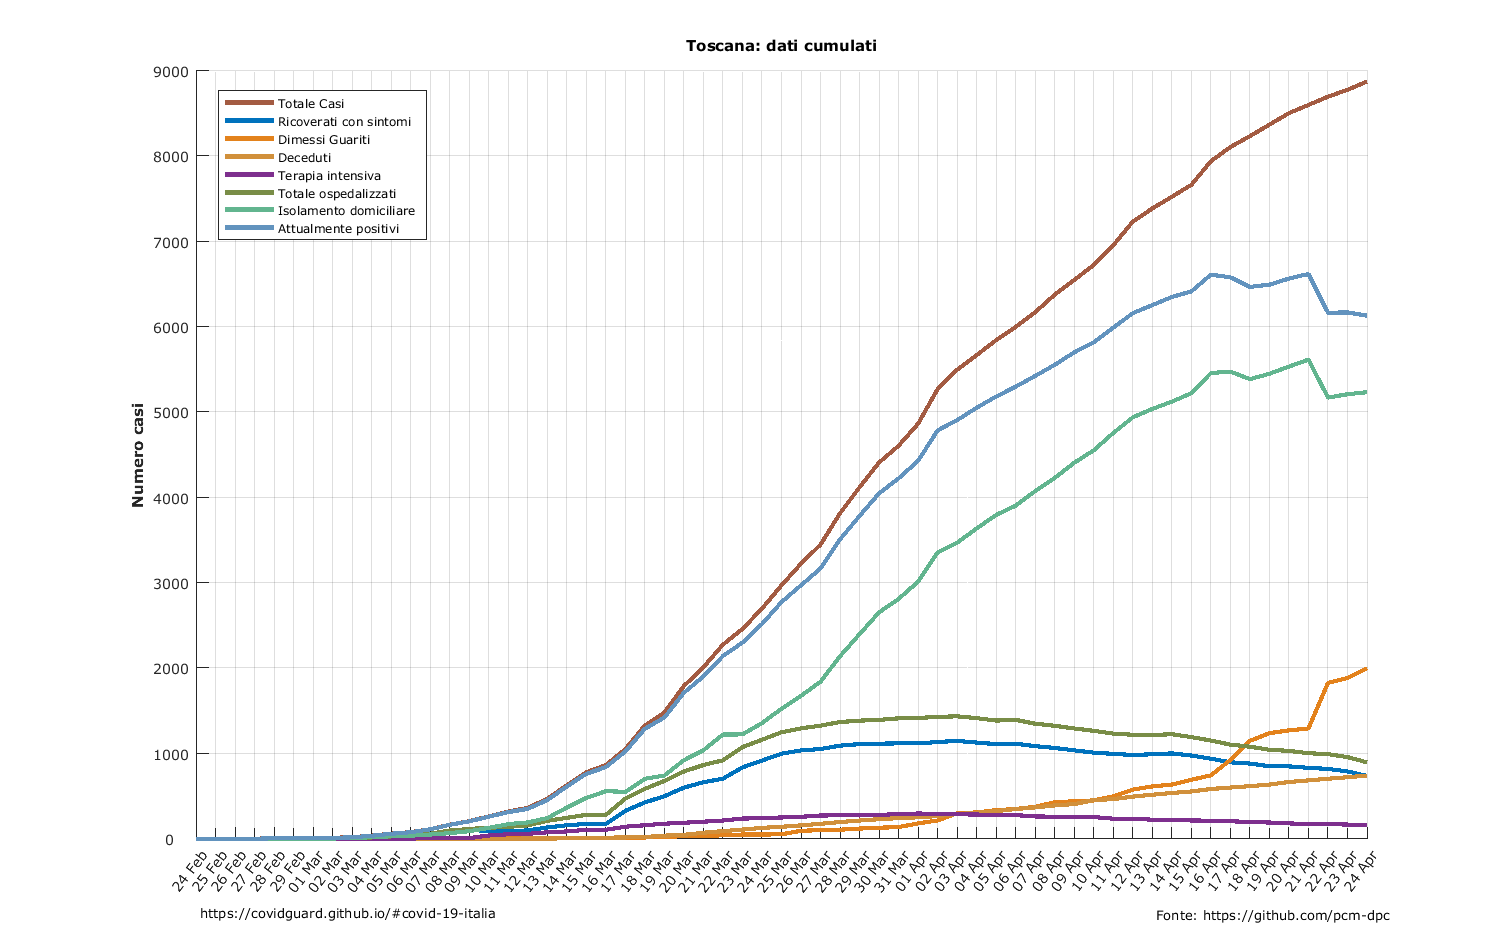 Toscana: dati cumulati
Numero casi
9000
8000
7000
6000
5000
4000
3000
2000
1000
0
Totale Casi
Ricoverati con sintomi
Dimessi Guariti
Deceduti
Terapia intensiva
Totale ospedalizzati
Isolamento domiciliare
Attualmente positivi
24 Feb
25 Feb
26 Feb
27 Feb
28 Feb
29 Feb
01 Mar
02 Mar
03 Mar
04 Mar
05 Mar
06 Mar
07 Mar
08 Mar
09 Mar
10 Mar
11 Mar
12 Mar
13 Mar
14 Mar
15 Mar
16 Mar
17 Mar
18 Mar
19 Mar
20 Mar
21 Mar
22 Mar
23 Mar
24 Mar
25 Mar
26 Mar
27 Mar
28 Mar
29 Mar
30 Mar
31 Mar
01 Apr
02 Apr
03 Apr
04 Apr
05 Apr
06 Apr
07 Apr
08 Apr
09 Apr
10 Apr
11 Apr
12 Apr
13 Apr
14 Apr
15 Apr
16 Apr
17 Apr
18 Apr
19 Apr
20 Apr
21 Apr
22 Apr
23 Apr
24 Apr
https://covidguard.github.io/#covid-19-italia
Fonte: https://github.com/pcm-dpc